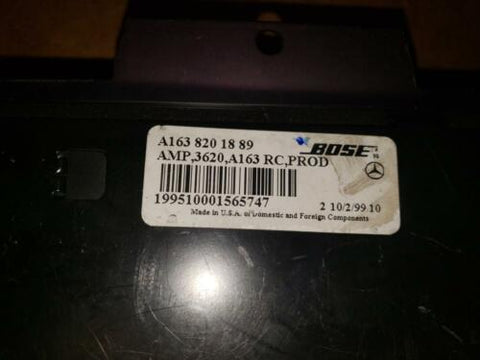 A163 820 18 89 BOSE
AMP,3620,A163 RC,PROD
199510001565747 2 10/2/99.10
Made in U.S.A. of Domestic and Foreign Components